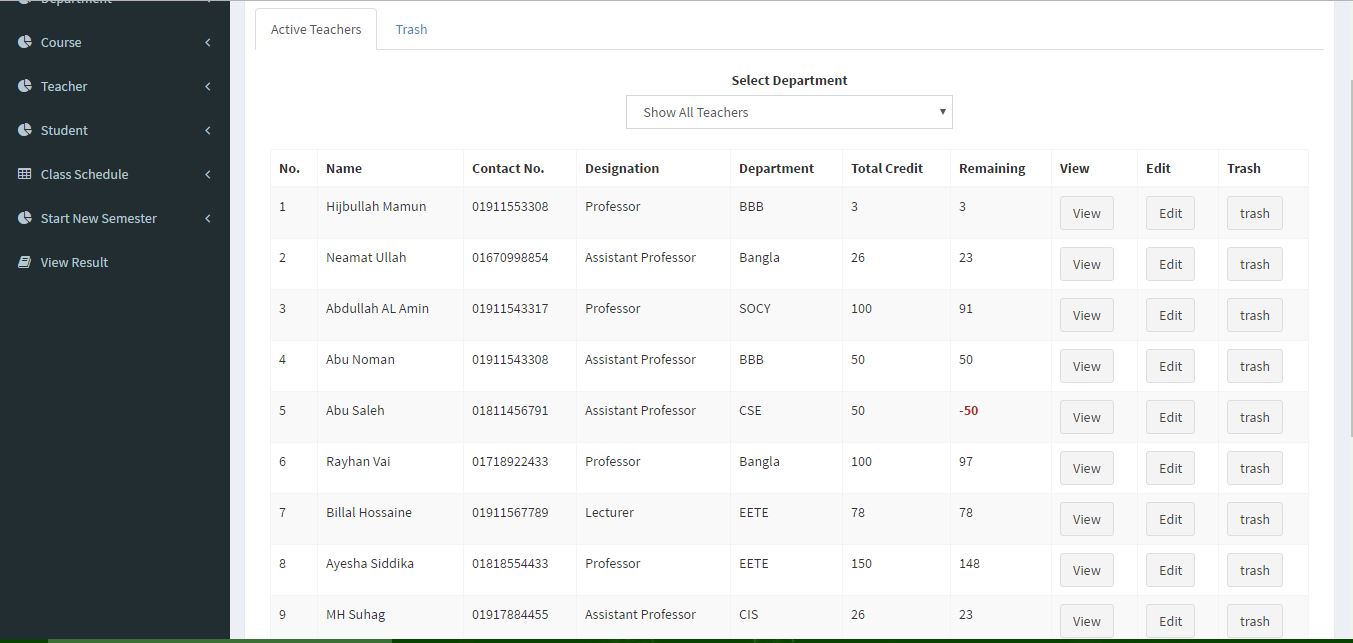 Department
Course
Teacher
Student
Class Schedule
Start New Semester
View Result
Active Teachers Trash
Select Department
Show All Teachers
No. Name Contact No. Designation Department Total Credit Remaining View Edit Trash
1 Hijbullah Mamun 01911553308 Professor BBB 3 3 View Edit trash
2 Neamat Ullah 01670998854 Assistant Professor Bangla 26 23 View Edit trash
3 Abdullah AL Amin 01911543317 Professor SOCY 100 91 View Edit trash
4 Abu Noman 01911543308 Assistant Professor BBB 50 50 View Edit trash
5 Abu Saleh 01811456791 Assistant Professor CSE 50 -50 View Edit trash
6 Rayhan Vai 01718922433 Professor Bangla 100 97 View Edit trash
7 Billal Hossaine 01911567789 Lecturer EETE 78 78 View Edit trash
8 Ayesha Siddika 01818554433 Professor EETE 150 148 View Edit trash
9 MH Suhag 01917884455 Assistant Professor CIS 26 23 View Edit trash